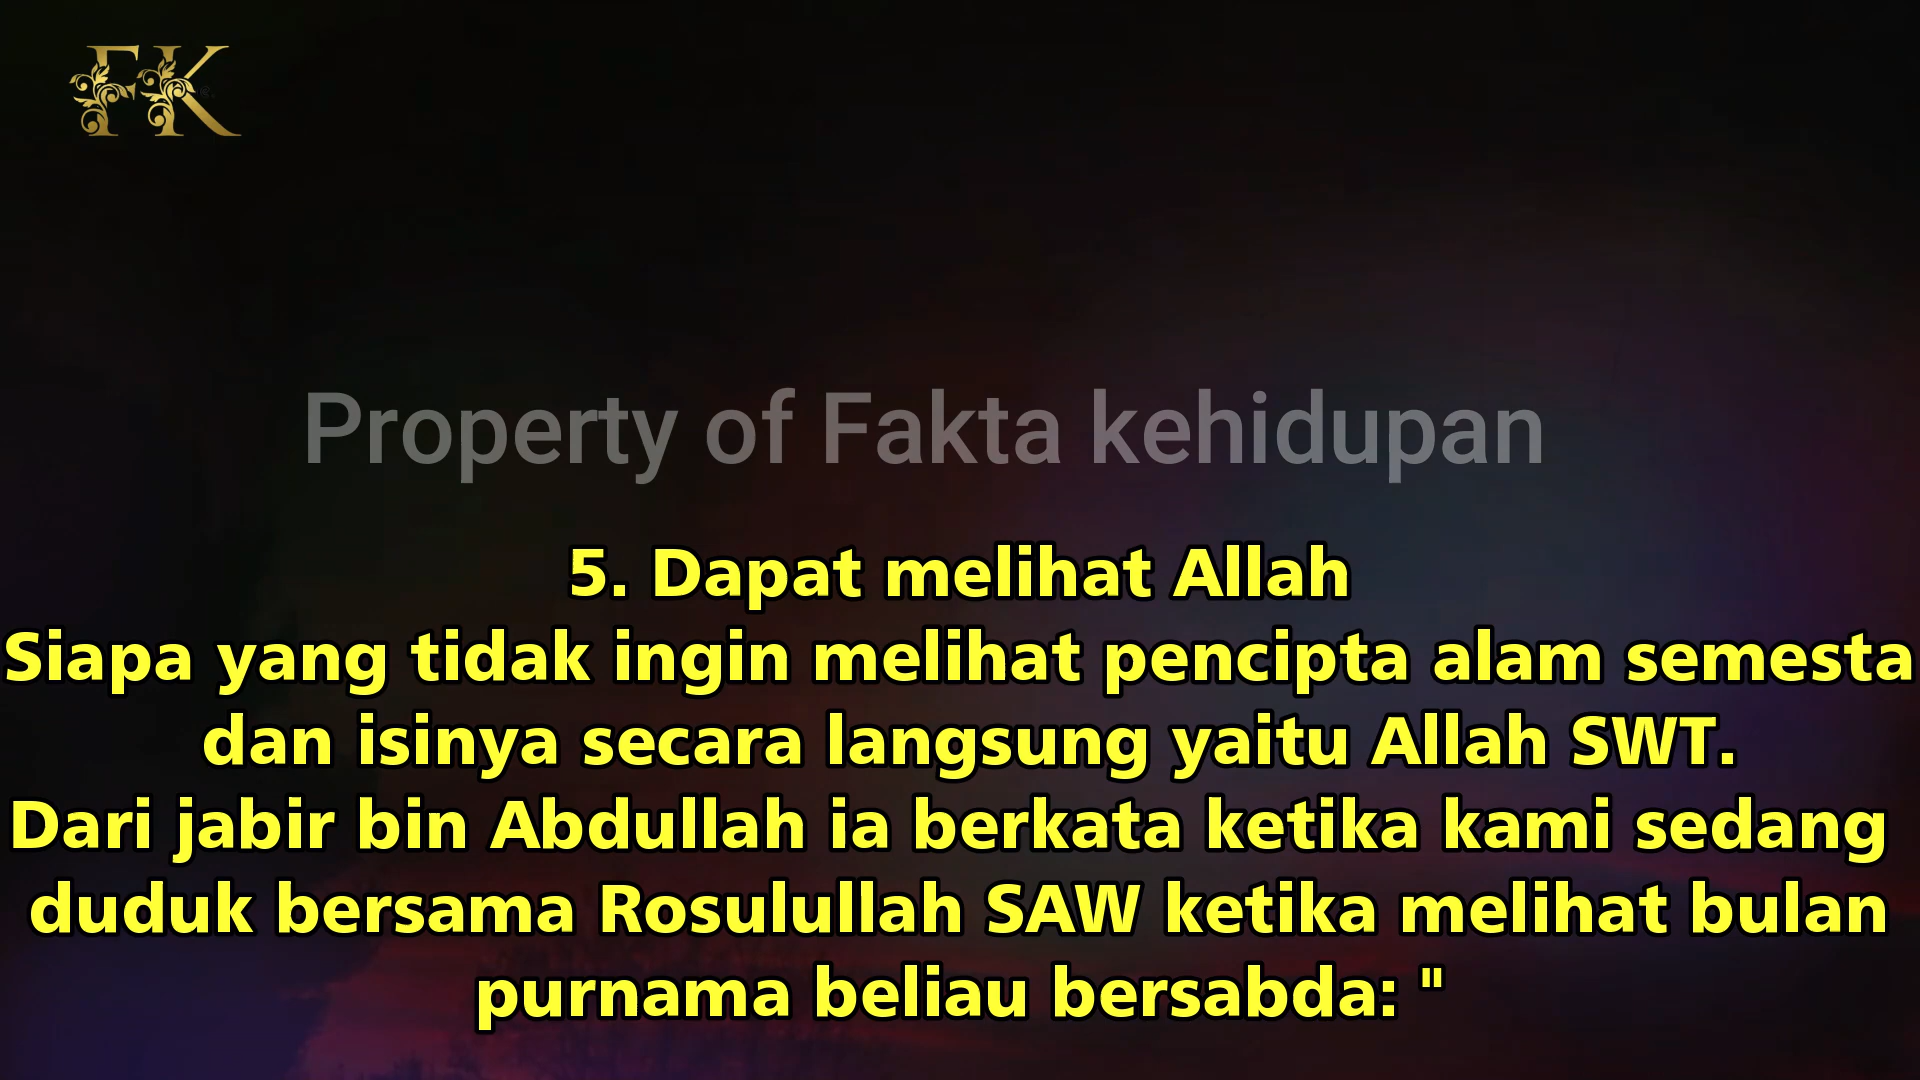 FK
Property of Fakta kehidupan
5. Dapat melihat Allah
Siapa yang tidak ingin melihat pencipta alam semesta
dan isinya secara langsung yaitu Allah SWT.
Dari jabir bin Abdullah ia berkata ketika kami sedang
duduk bersama Rosulullah SAW ketika melihat bulan
purnama beliau bersabda: "